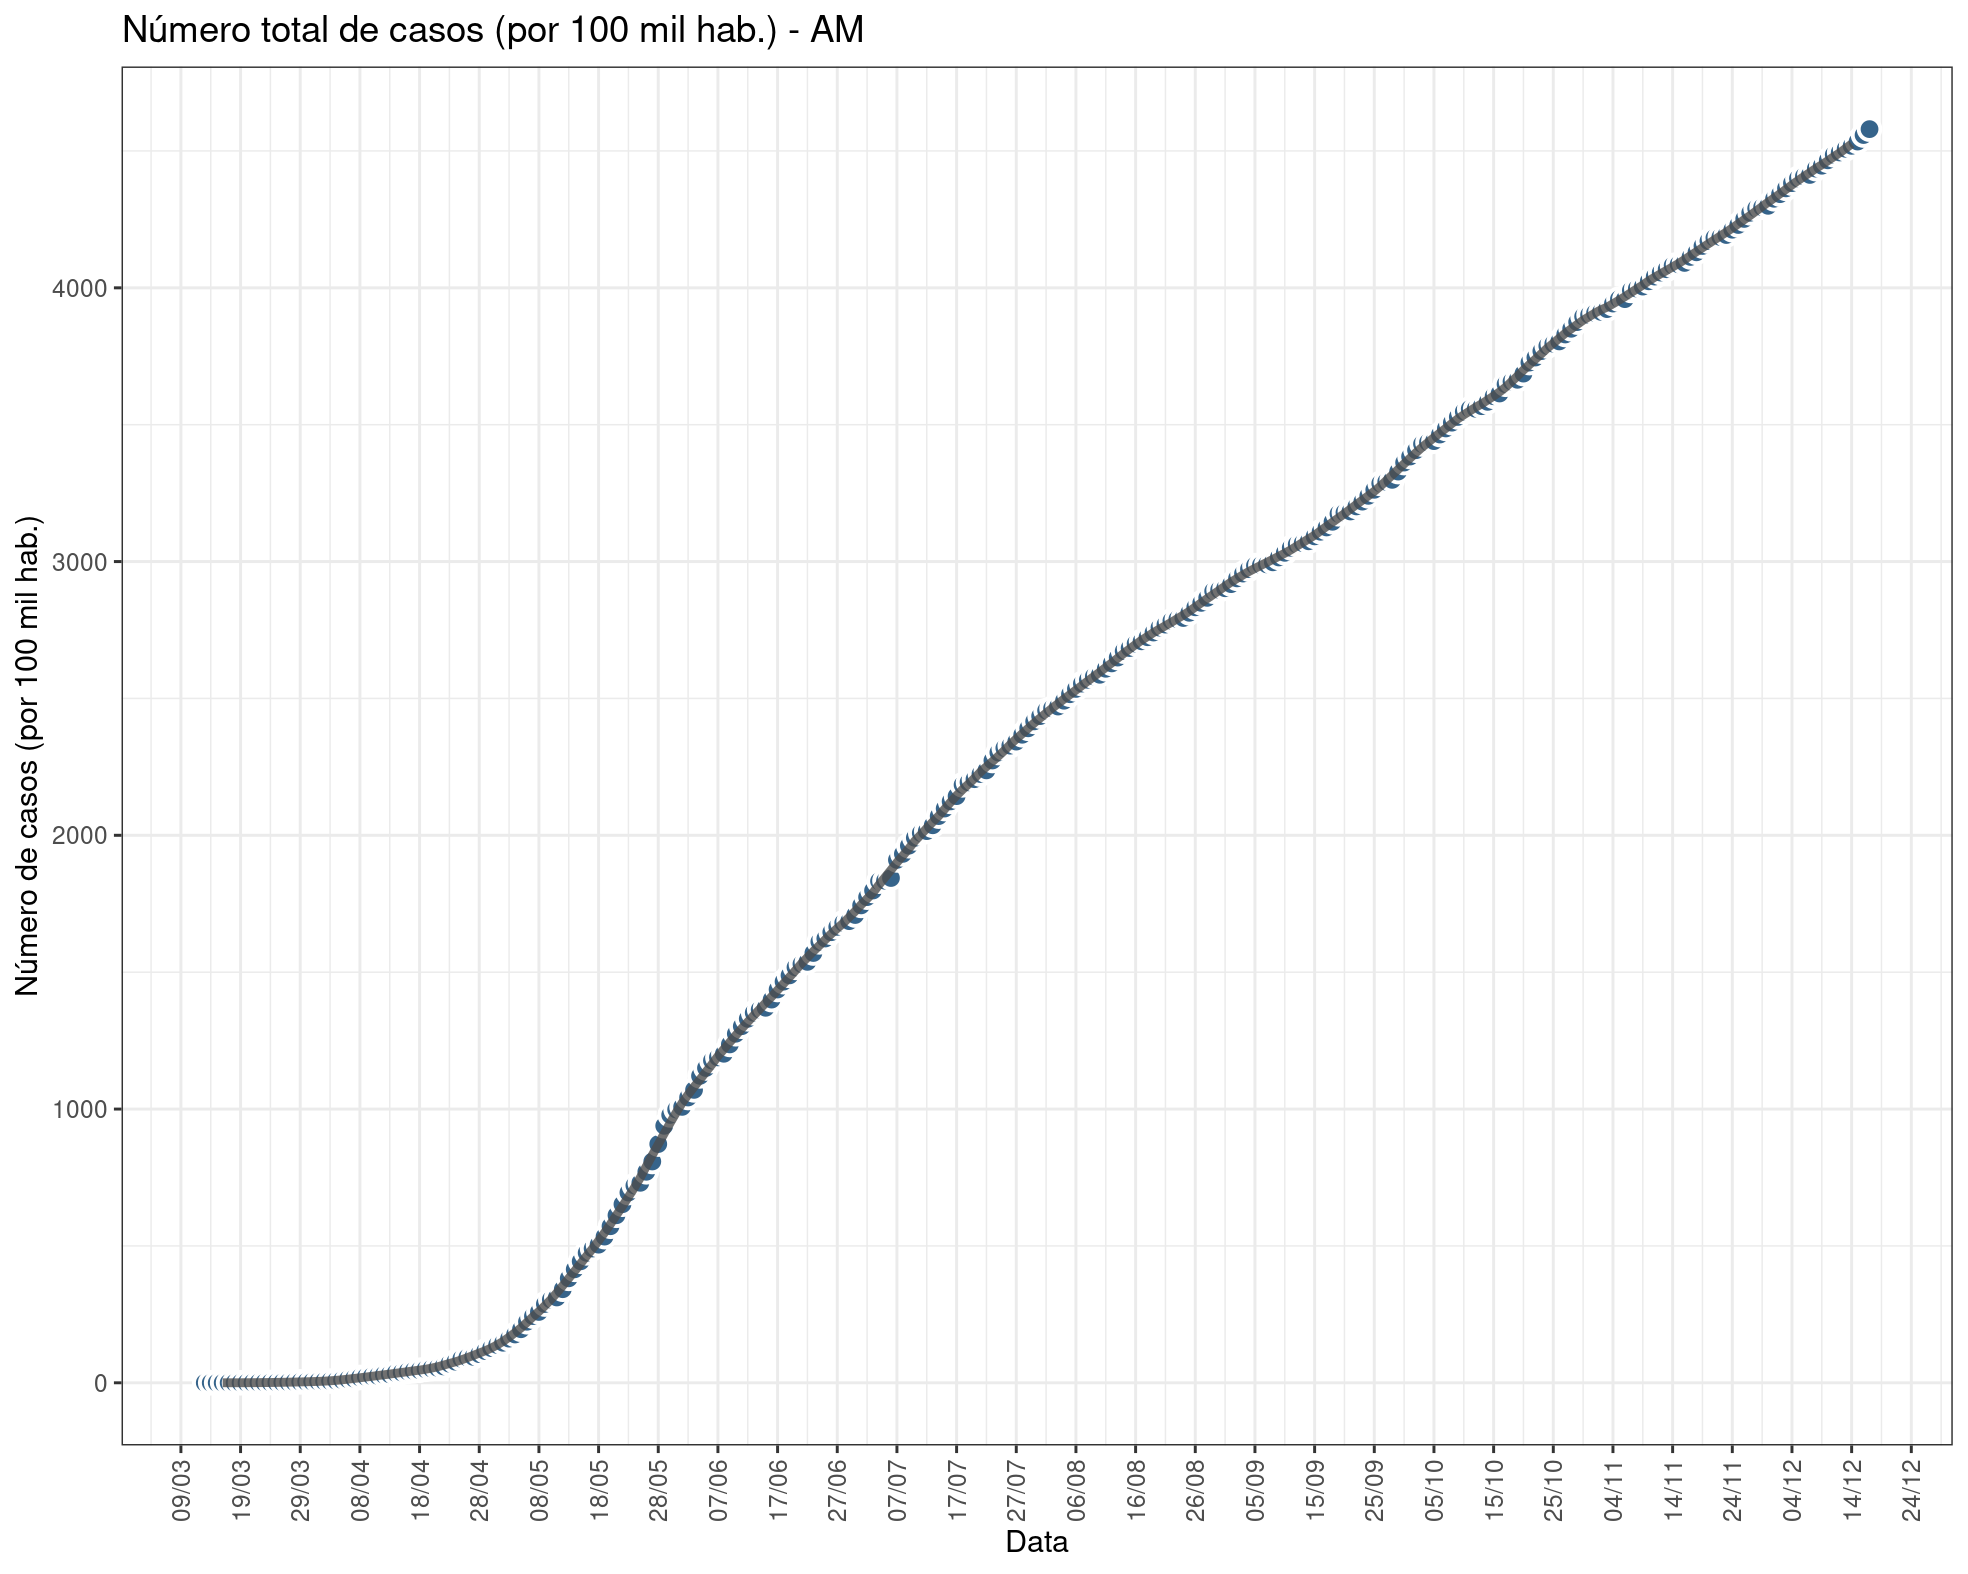 Número total de casos (por 100 mil hab.) - AM
Número de casos (por 100 mil hab.)
4000
3000
2000
1000
0
09/03 19/03 29/03 08/04 18/04 28/04 08/05 18/05 28/05 07/06 17/06 27/06 07/07 17/07 27/07 06/08 16/08 26/08 05/09 15/09 25/09 05/10 15/10 25/10 04/11 14/11 24/11 04/12 14/12 24/12
Data